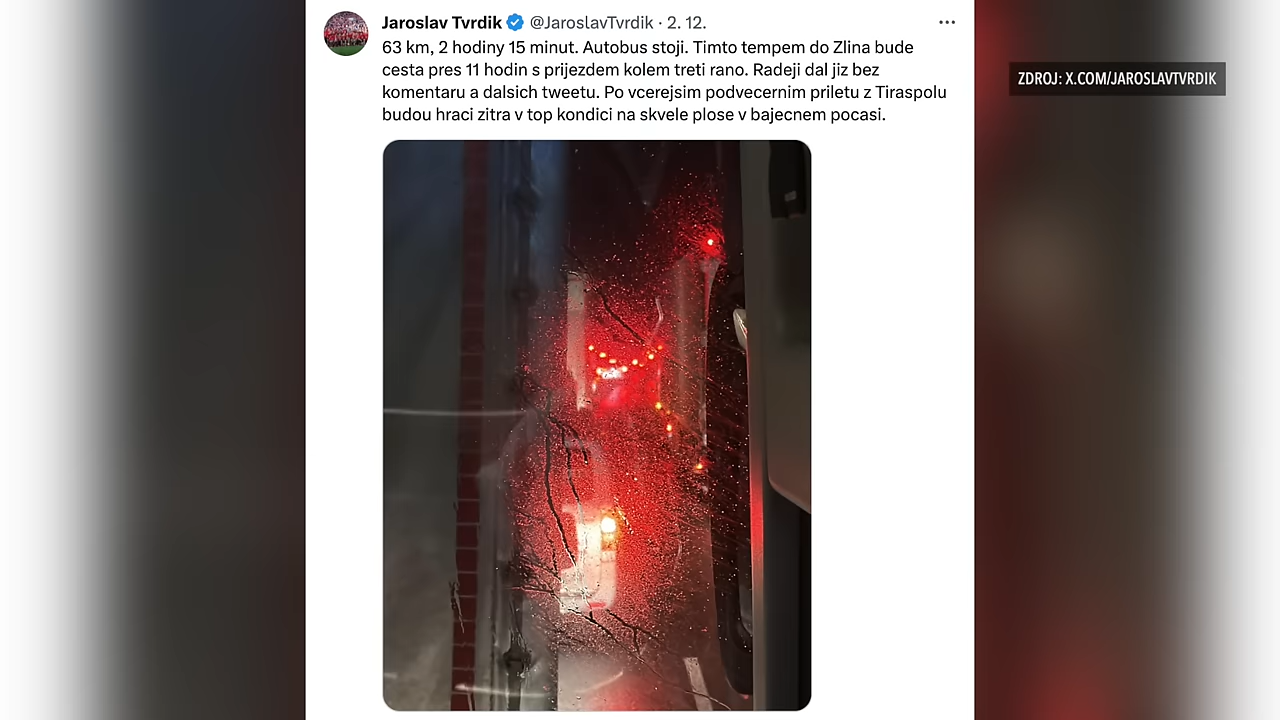 Jaroslav Tvrdik @JaroslavTvrdik · 2. 12.
63 km, 2 hodiny 15 minut. Autobus stoji. Timto tempem do Zlina bude
cesta pres 11 hodin s prijezdem kolem treti rano. Radeji dal jiz bez
komentaru a dalsich tweetu. Po vcerejsim podvecernim priletu z Tiraspolu
budou hraci zitra v top kondici na skvele plose v bajecnem pocasi.
ZDROJ: X.COM/JAROSLAVTVRDIK